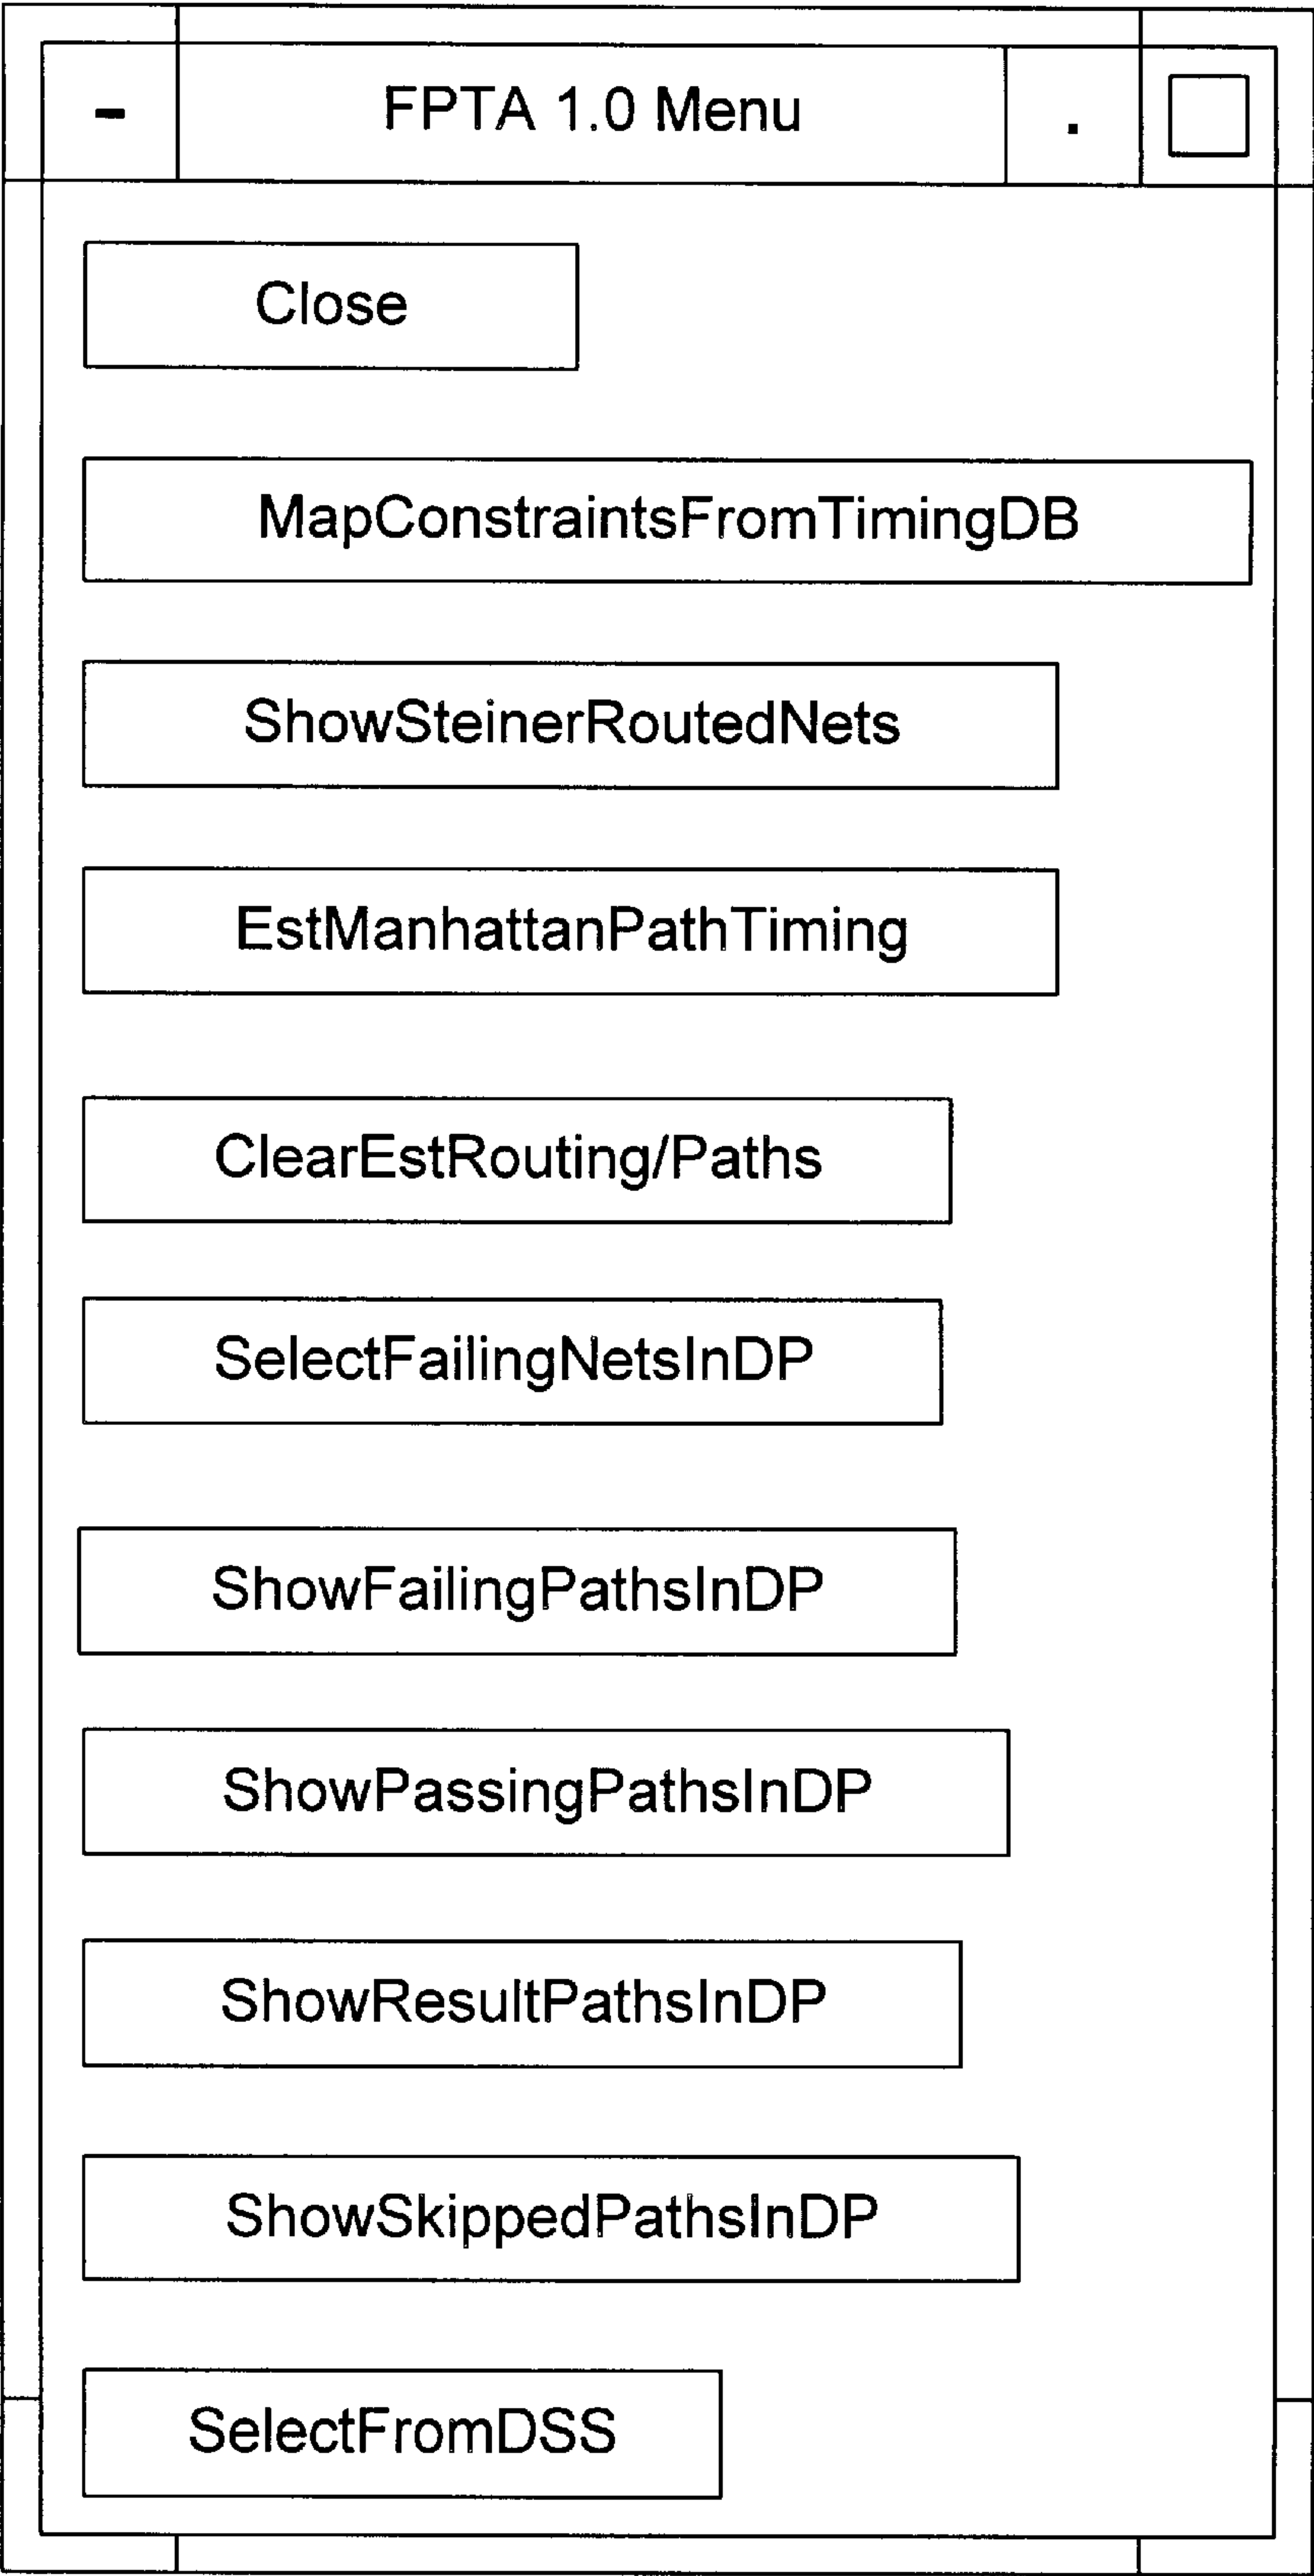 - FPTA 1.0 Menu .
Close
MapConstraintsFromTimingDB
ShowSteinerRoutedNets
EstManhattanPathTiming
ClearEstRouting/Paths
SelectFailingNetsInDP
ShowFailingPathsInDP
ShowPassingPathsInDP
ShowResultPathsInDP
ShowSkippedPathsInDP
SelectFromDSS